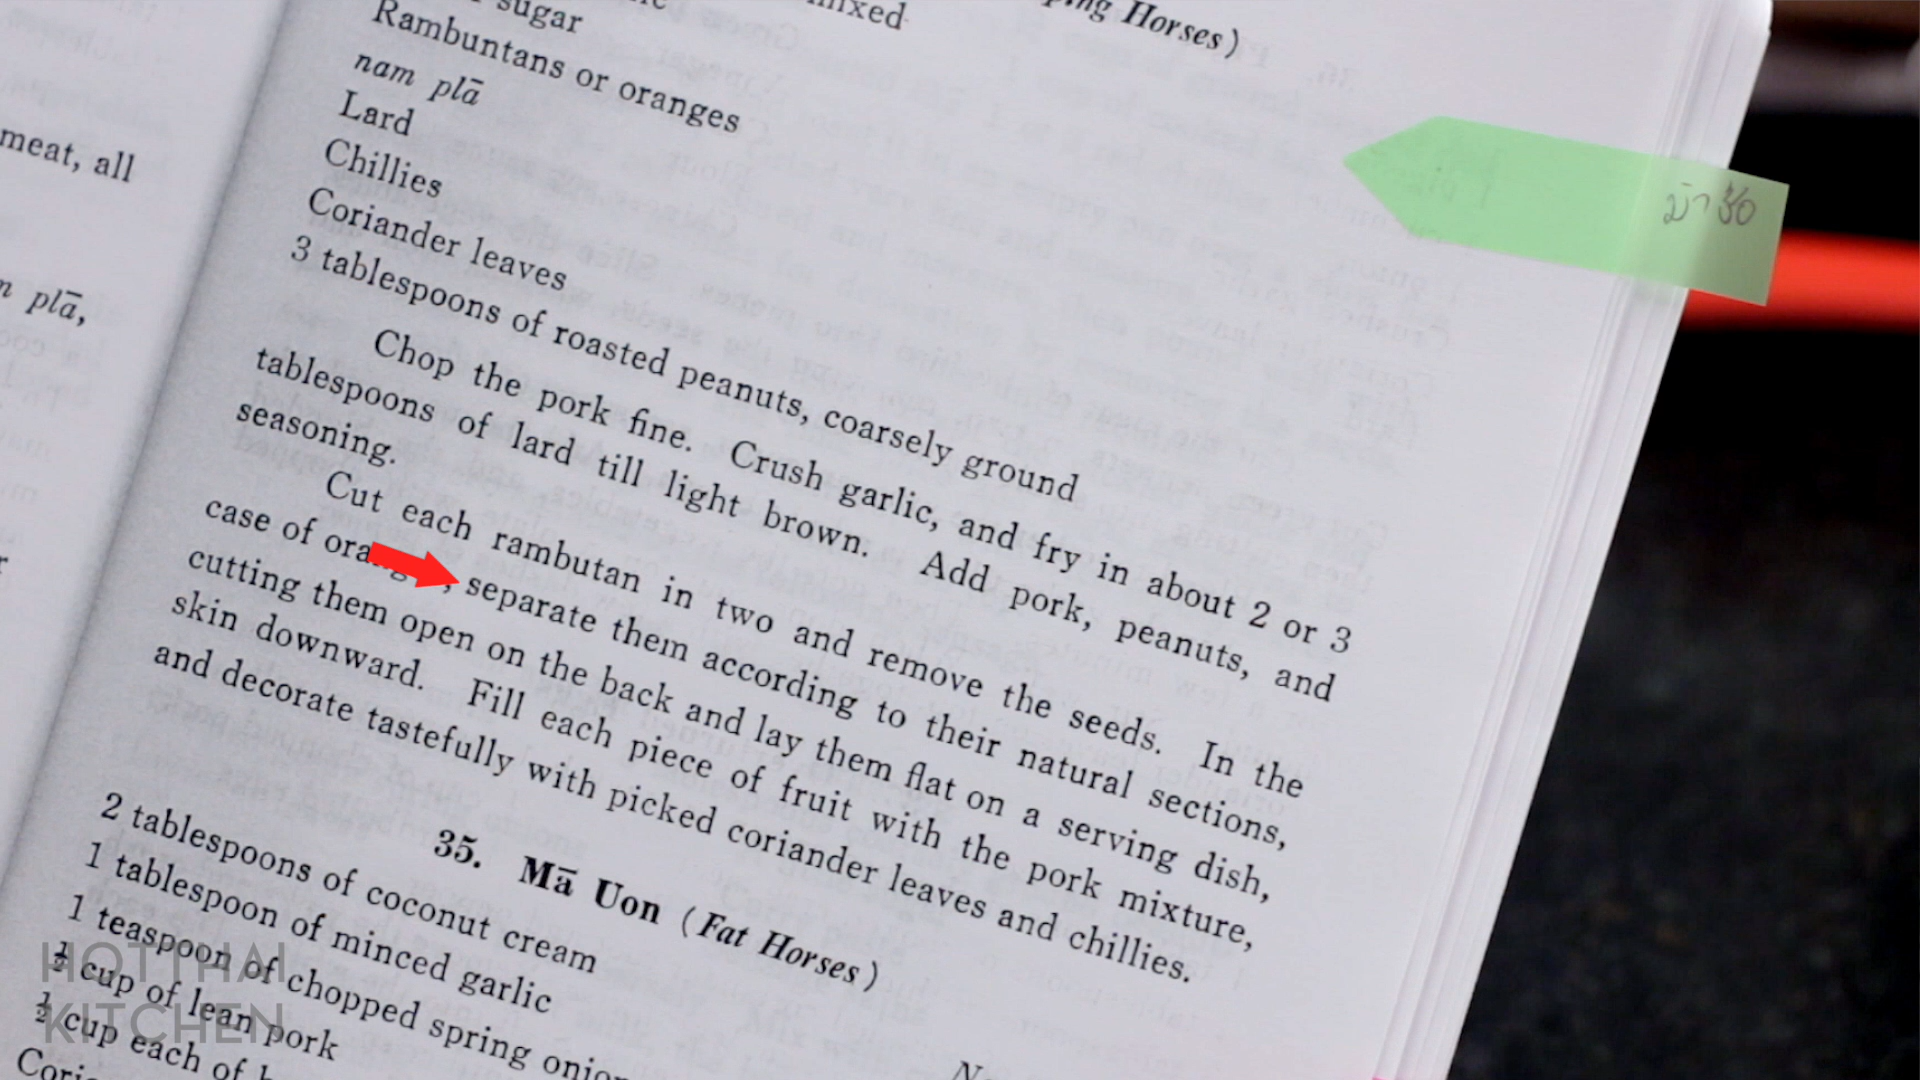 meat, all
plā,
ping Horses)
mixed
sugar
Rambuntans or oranges
nam plā
Lard
Chillies
Coriander leaves
3 tablespoons of roasted peanuts, coarsely ground
Chop the pork fine. Crush garlic, and fry in about 2 or 3
tablespoons of lard till light brown. Add pork, peanuts, and
seasoning.
Cut each rambutan in two and remove the seeds. In the
case of separate them according to their natural sections,
cutting them open on the back and lay them flat on a serving dish,
skin downward. Fill each piece of fruit with the pork mixture,
and decorate tastefully with picked coriander leaves and chillies.
35. Mā Uon (Fat Horses)
2 tablespoons of coconut cream
1 tablespoon of minced garlic
1 teaspoon of chopped spring onion
½ cup of lean pork
½ cup each of
HOT THAI
KITCHEN